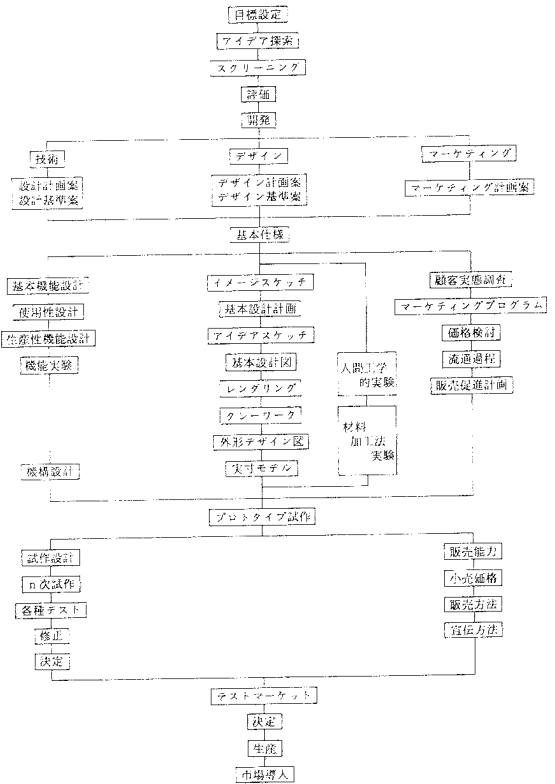 目標設定
アイデア探索
スクリーニング
評価
開発
技術
設計計画案
設計基準案
デザイン
デザイン計画案
デザイン基準案
マーケティング
マーケティング計画案
基本仕様
基本機能設計
使用性設計
生産性機能設計
機能実験
機構設計
イメージスケッチ
基本設計計画
アイデアスケッチ
基本設計図
レンダリング
クレーワーク
外形デザイン図
実寸モデル
人間工学
的実験
材料
加工法
実験
顧客実態調査
マーケティングプログラム
価格検討
流通過程
販売促進計画
プロトタイプ試作
試作設計
n次試作
各種テスト
修正
決定
販売能力
小売価格
販売方法
宣伝方法
テストマーケット
決定
生産
市場導入